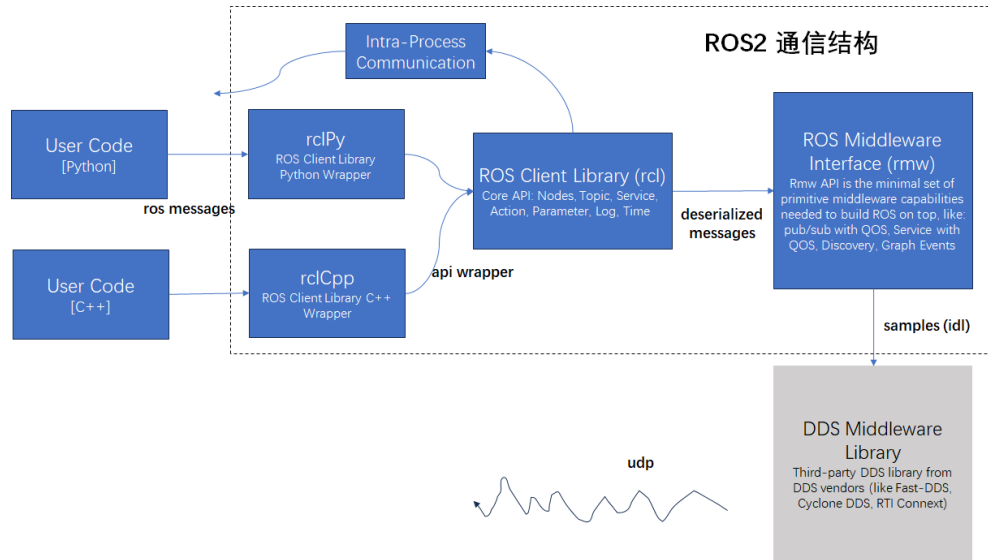 ROS2 通信结构
Intra-Process
Communication
User Code
[Python]
ros messages
rclPy
ROS Client Library
Python Wrapper
User Code
[C++]
rclCpp
ROS Client Library C++
Wrapper
api wrapper
ROS Client Library (rcl)
Core API: Nodes, Topic, Service,
Action, Parameter, Log, Time
deserialized
messages
ROS Middleware
Interface (rmw)
Rmw API is the minimal set of
primitive middleware capabilities
needed to build ROS on top, like:
pub/sub with QOS, Service with
QOS, Discovery, Graph Events
samples (idl)
DDS Middleware
Library
Third-party DDS library from
DDS vendors (like Fast-DDS,
Cyclone DDS, RTI Connext)
udp